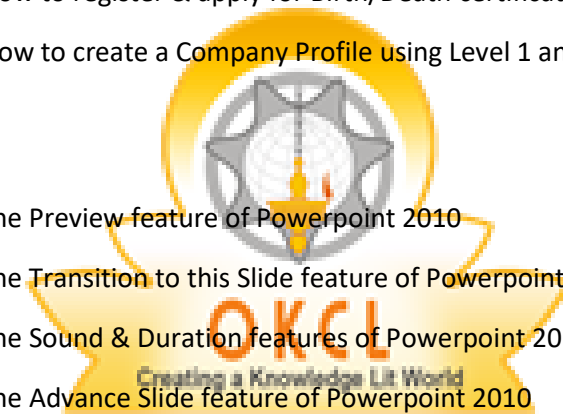 ow to register & apply for Birth/Death certifica
ow to create a Company Profile using Level 1 an
he Preview feature of Powerpoint 2010
he Transition to this Slide feature of Powerpoint
he Sound & Duration features of Powerpoint 20
OKCL
Creating a Knowledge Lit World
he Advance Slide feature of Powerpoint 2010